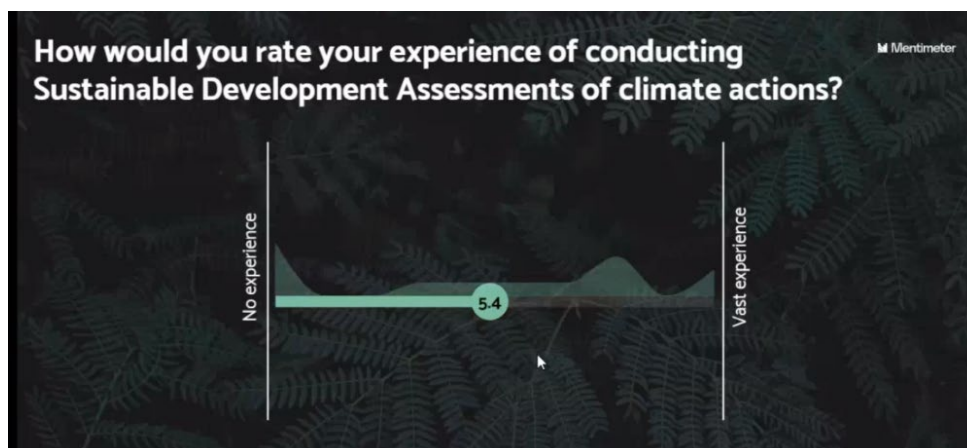 How would you rate your experience of conducting
Sustainable Development Assessments of climate actions?
Mentimeter
No experience
5.4
Vast experience